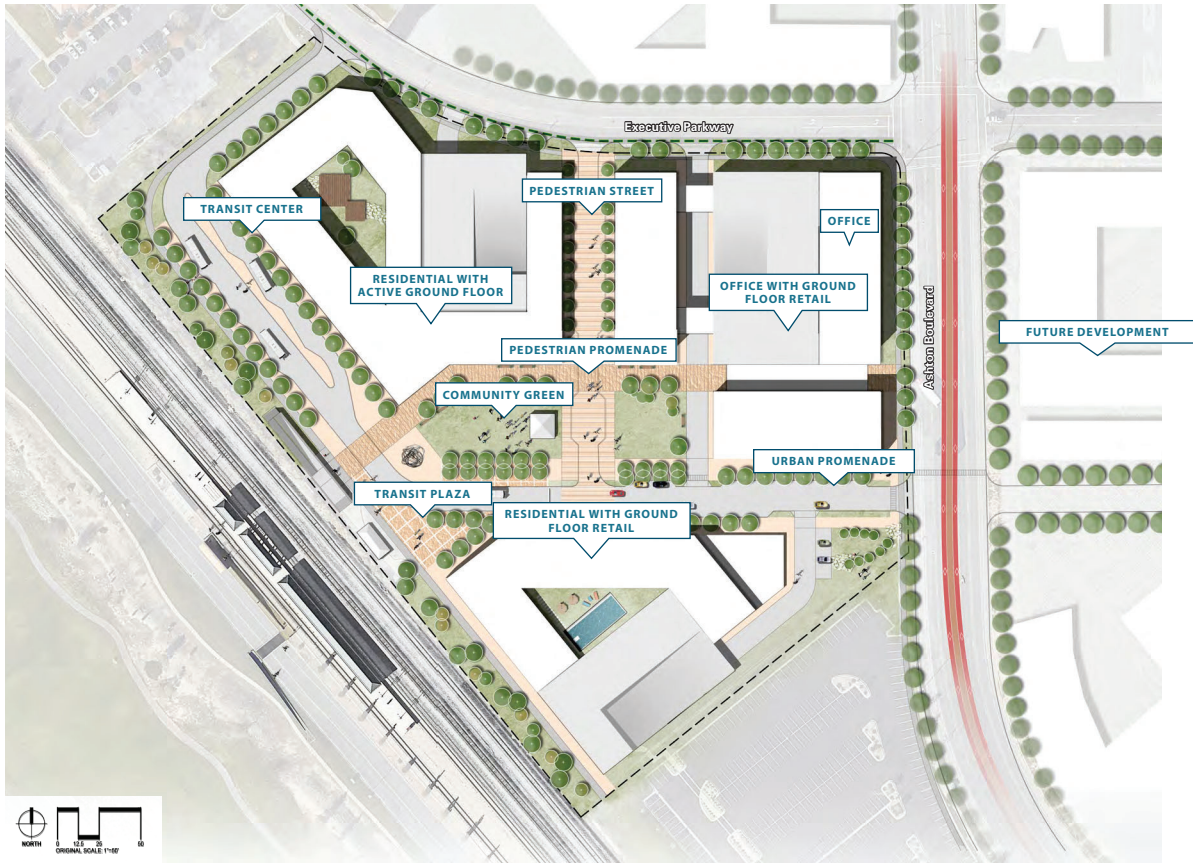 Executive Parkway
PEDESTRIAN STREET
TRANSIT CENTER
OFFICE
RESIDENTIAL WITH
ACTIVE GROUND FLOOR
OFFICE WITH GROUND
FLOOR RETAIL
Ashton Boulevard
FUTURE DEVELOPMENT
PEDESTRIAN PROMENADE
COMMUNITY GREEN
URBAN PROMENADE
TRANSIT PLAZA
RESIDENTIAL WITH GROUND
FLOOR RETAIL
NORTH
0 12.5 25 50
ORIGINAL SCALE: 1"=50'